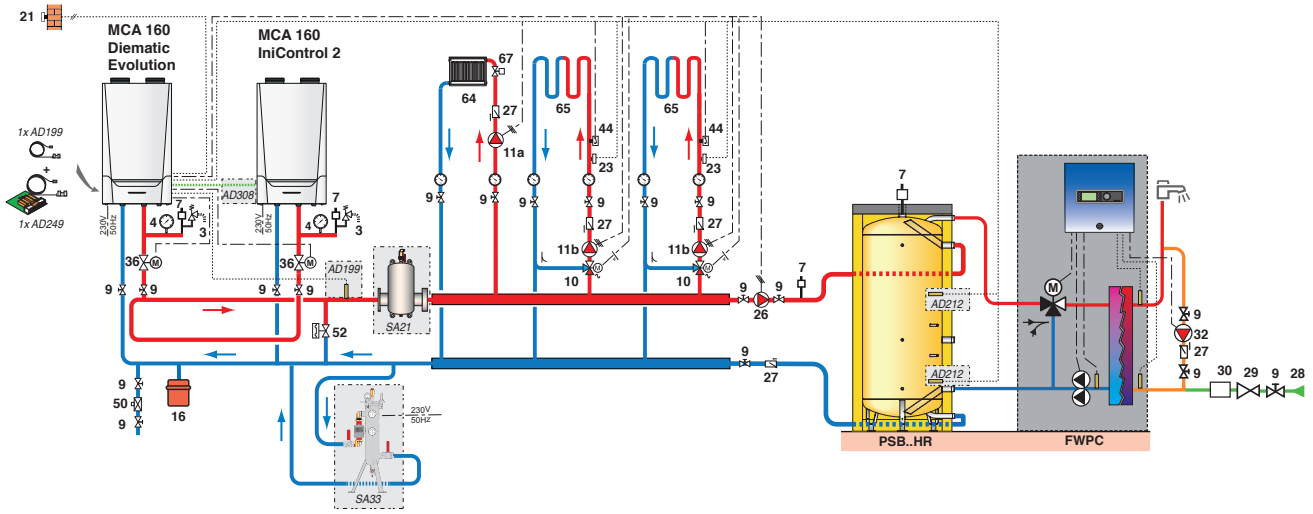 21
MCA 160
Diematic
Evolution
MCA 160
IniControl 2
1x AD199
+
1x AD249
230V
50Hz
AD308
230V
50Hz
4
7
3
4
7
3
36
M
36
M
9
9
9
9
AD199
SA21
52
9
50
9
16
230V
50Hz
SA33
64
67
27
11a
9
9
65
44
23
9
9
27
11b
M
10
65
44
23
9
9
27
11b
M
10
9
26
9
7
9
27
7
AD212
AD212
PSB..HR
M
FWPC
9
32
27
9
30
29
9
28